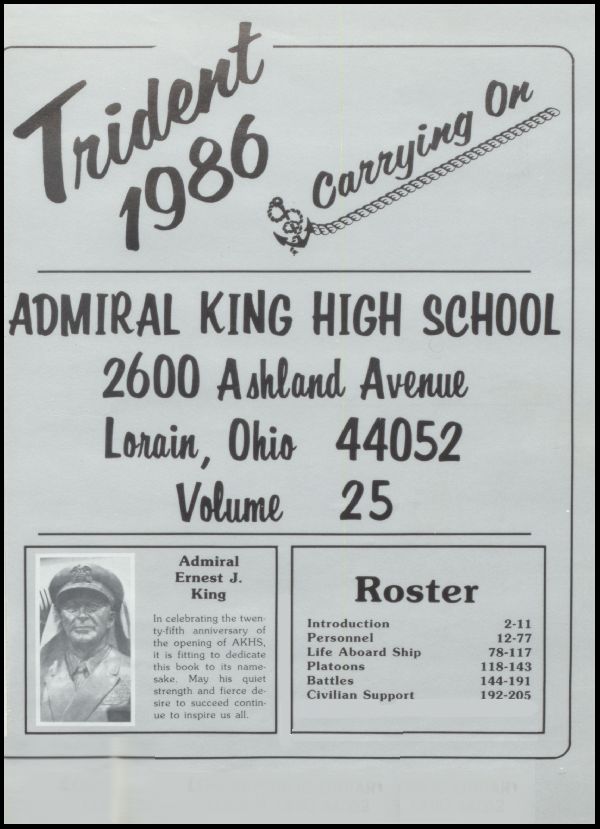 Trident
1986
Carrying On
ADMIRAL KING HIGH SCHOOL
2600 Ashland Avenue
Lorain, Ohio 44052
Volume 25
Admiral
Ernest J.
King
In celebrating the twen-
ty-fifth anniversary of
the opening of AKHS,
it is fitting to dedicate
this book to its name-
sake. May his quiet
strength and fierce de-
sire to succeed contin-
ue to inspire us all.
Roster
Introduction 2-11
Personnel 12-77
Life Aboard Ship 78-117
Platoons 118-143
Battles 144-191
Civilian Support 192-205